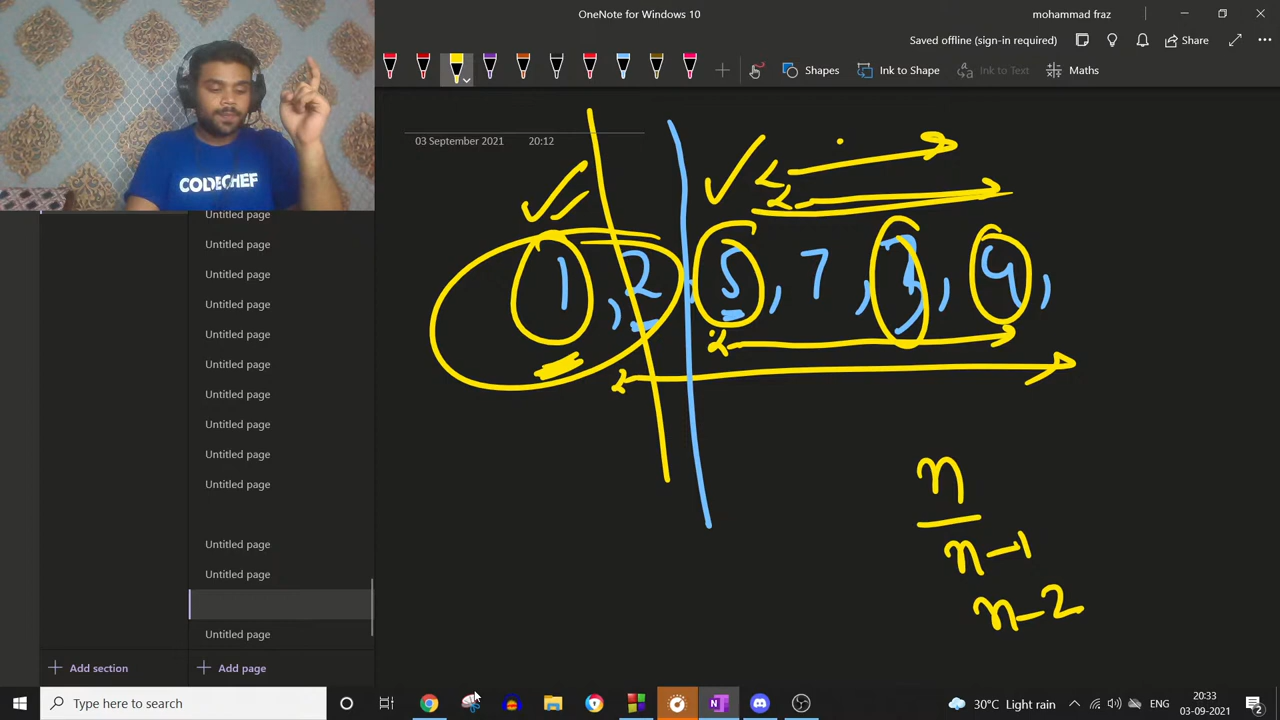 OneNote for Windows 10
mohammad fraz
Saved offline (sign-in required)
Share
Shapes
Ink to Shape
Ink to Text
Maths
CODECHEF
03 September 2021 20:12
1, 2, 5, 7, 7, 9,
n
n-1
n-2
Untitled page
Untitled page
Untitled page
Untitled page
Untitled page
Untitled page
Untitled page
Untitled page
Untitled page
Untitled page
Untitled page
Untitled page
Untitled page
Add section
Add page
Type here to search
30°C Light rain
ENG
20:33
03-09-2021
2